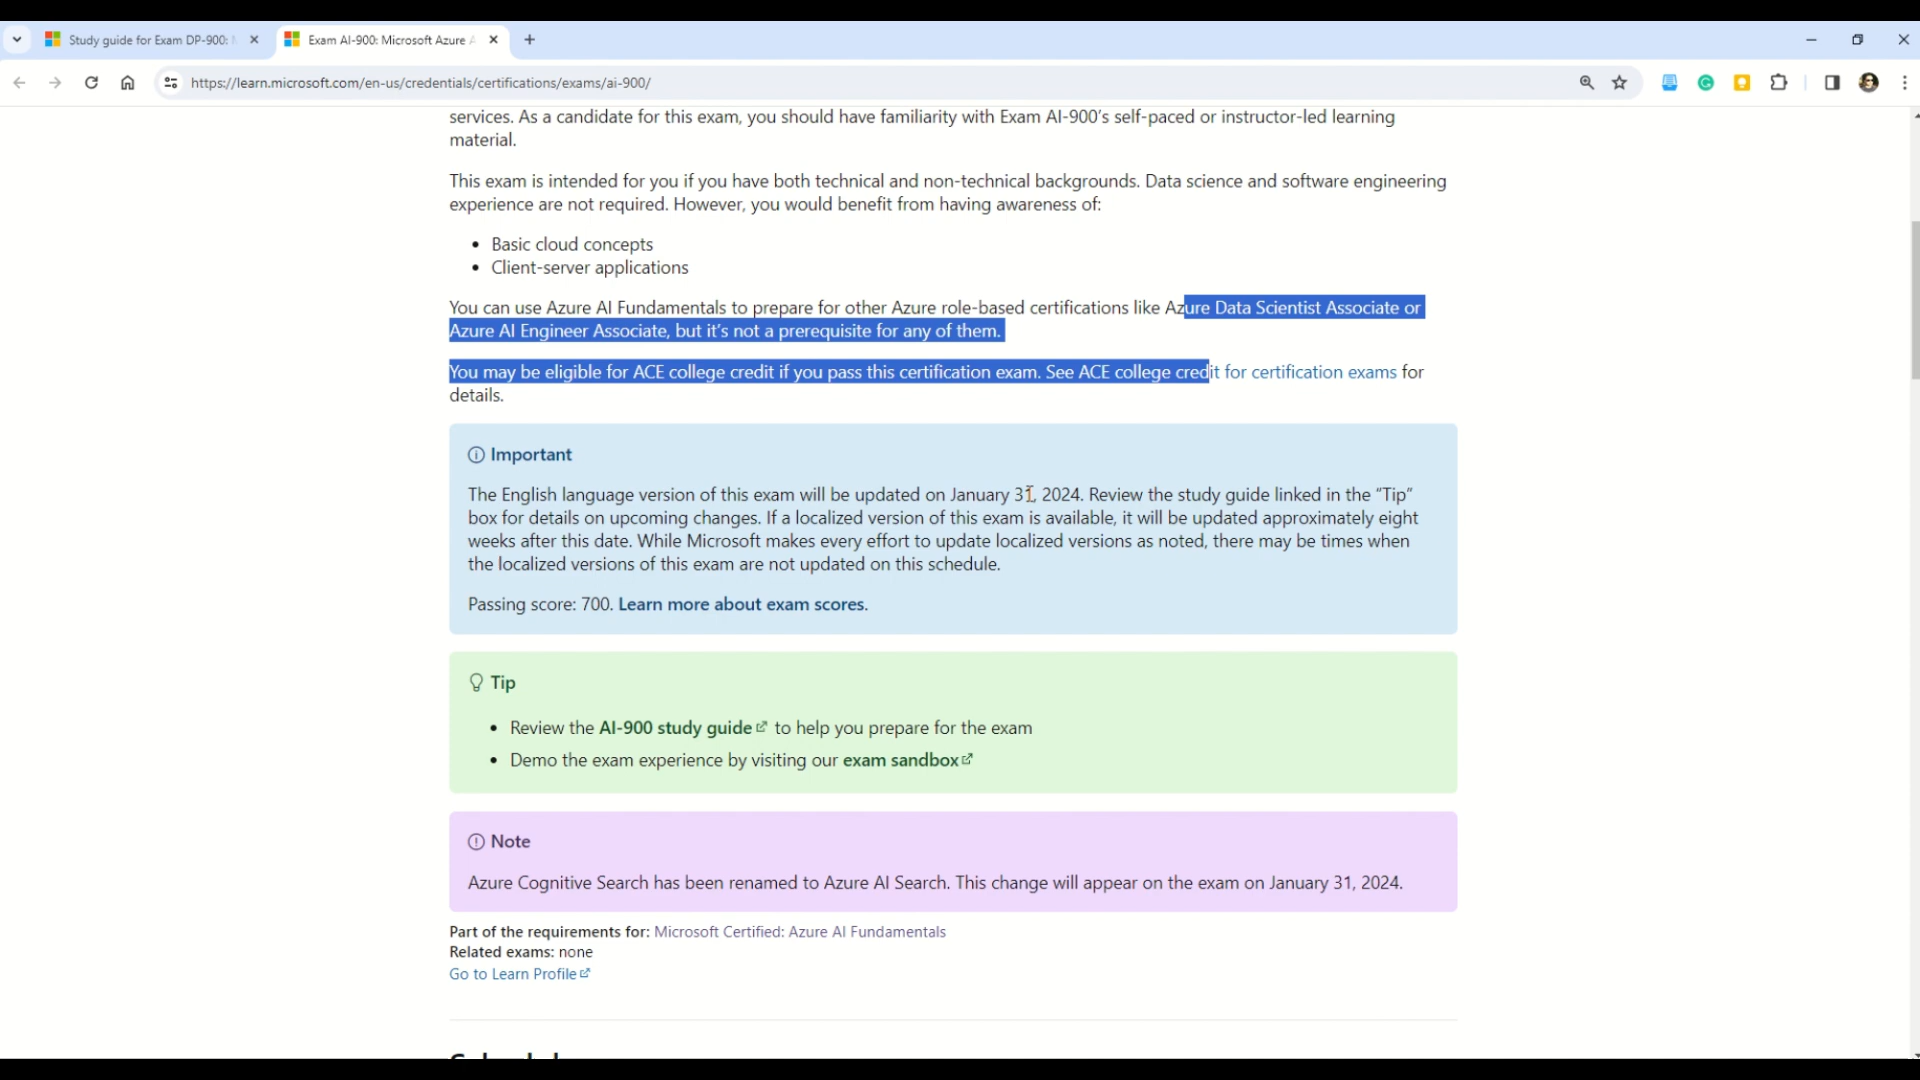 Study guide for Exam DP-900:
Exam AI-900: Microsoft Azure
https://learn.microsoft.com/en-us/credentials/certifications/exams/ai-900/
services. As a candidate for this exam, you should have familiarity with Exam AI-900's self-paced or instructor-led learning
material.
This exam is intended for you if you have both technical and non-technical backgrounds. Data science and software engineering
experience are not required. However, you would benefit from having awareness of:
• Basic cloud concepts
• Client-server applications
You can use Azure AI Fundamentals to prepare for other Azure role-based certifications like Azure Data Scientist Associate or
Azure AI Engineer Associate, but it's not a prerequisite for any of them.
You may be eligible for ACE college credit if you pass this certification exam. See ACE college credit for certification exams for
details.
Important
The English language version of this exam will be updated on January 31, 2024. Review the study guide linked in the “Tip”
box for details on upcoming changes. If a localized version of this exam is available, it will be updated approximately eight
weeks after this date. While Microsoft makes every effort to update localized versions as noted, there may be times when
the localized versions of this exam are not updated on this schedule.
Passing score: 700. Learn more about exam scores.
Tip
• Review the AI-900 study guide to help you prepare for the exam
• Demo the exam experience by visiting our exam sandbox
Note
Azure Cognitive Search has been renamed to Azure AI Search. This change will appear on the exam on January 31, 2024.
Part of the requirements for: Microsoft Certified: Azure AI Fundamentals
Related exams: none
Go to Learn Profile